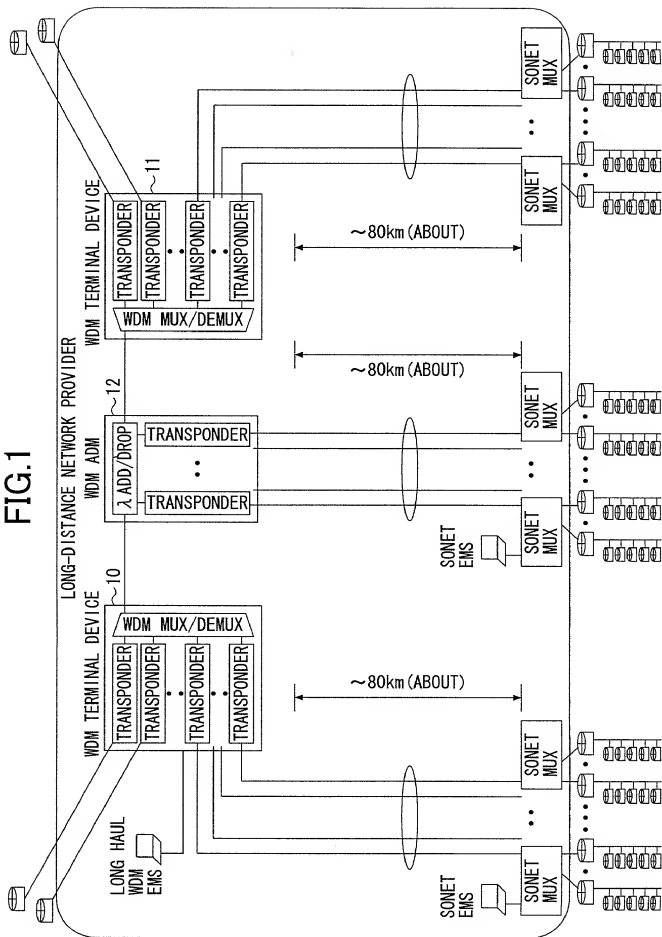 FIG.1
LONG-DISTANCE NETWORK PROVIDER
WDM TERMINAL DEVICE
10
TRANSPONDER
TRANSPONDER
TRANSPONDER
TRANSPONDER
WDM MUX/DEMUX
LONG HAUL
WDM
EMS
WDM ADM
12
λ ADD/DROP
TRANSPONDER
TRANSPONDER
WDM TERMINAL DEVICE
11
WDM MUX/DEMUX
TRANSPONDER
TRANSPONDER
TRANSPONDER
TRANSPONDER
~80km(ABOUT)
~80km(ABOUT)
~80km(ABOUT)
SONET
EMS
SONET
MUX
SONET
MUX
SONET
EMS
SONET
MUX
SONET
MUX
SONET
MUX
SONET
MUX